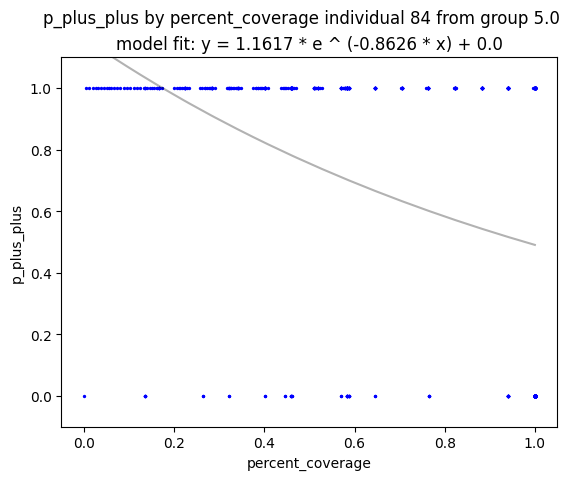 p_plus_plus by percent_coverage individual 84 from group 5.0
model fit: y = 1.1617 * e ^ (-0.8626 * x) + 0.0
1.0
0.8
0.6
0.4
0.2
0.0
p_plus_plus
0.0 0.2 0.4 0.6 0.8 1.0
percent_coverage